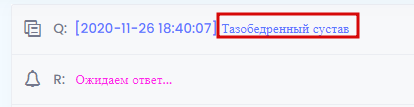 Q: [2020-11-26 18:40:07] Тазобедренный сустав
R: Ожидаем ответ...